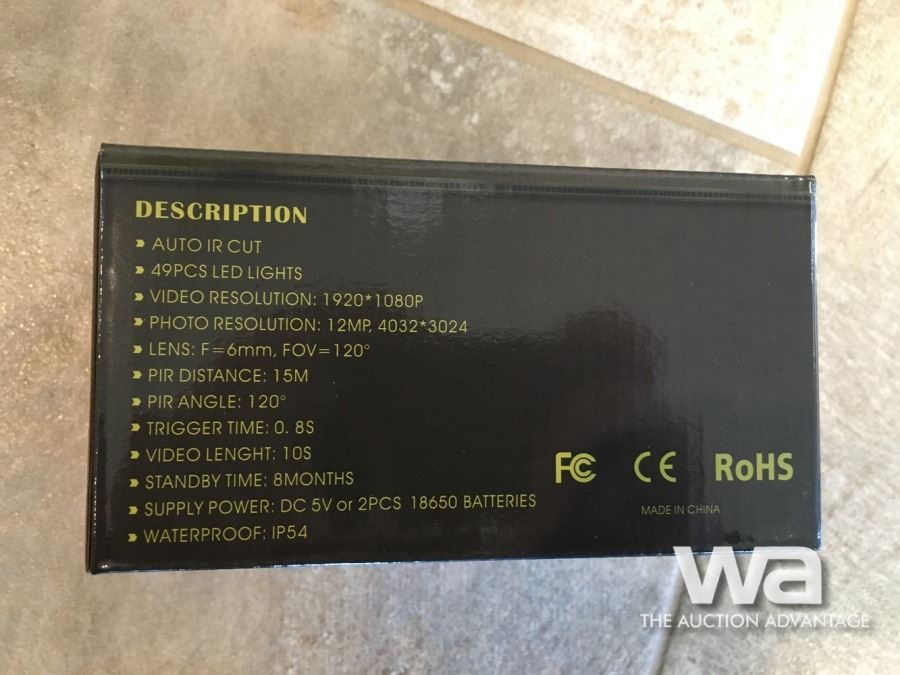 DESCRIPTION
AUTO IR CUT
49PCS LED LIGHTS
VIDEO RESOLUTION: 1920*1080P
PHOTO RESOLUTION: 12MP, 4032*3024
LENS: F=6mm, FOV=120°
PIR DISTANCE: 15M
PIR ANGLE: 120°
TRIGGER TIME: 0. 8S
VIDEO LENGHT: 10S
STANDBY TIME: 8MONTHS
SUPPLY POWER: DC 5V or 2PCS 18650 BATTERIES
WATERPROOF: IP54
FC CE RoHS
MADE IN CHINA
wa
THE AUCTION ADVANTAGE